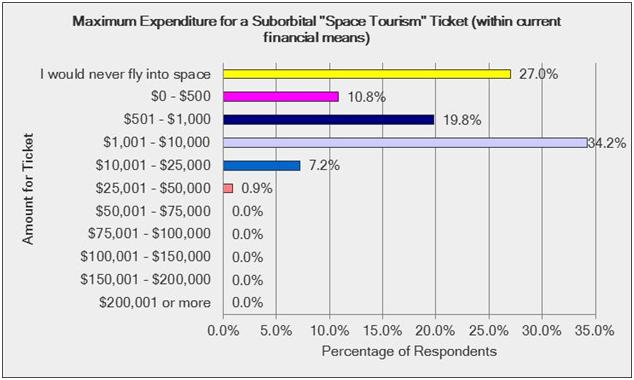 Maximum Expenditure for a Suborbital "Space Tourism" Ticket (within current
financial means)
Amount for Ticket
I would never fly into space 27.0%
$0 - $500 10.8%
$501 - $1,000 19.8%
$1,001 - $10,000 34.2%
$10,001 - $25,000 7.2%
$25,001 - $50,000 0.9%
$50,001 - $75,000 0.0%
$75,001 - $100,000 0.0%
$100,001 - $150,000 0.0%
$150,001 - $200,000 0.0%
$200,001 or more 0.0%
0.0% 5.0% 10.0% 15.0% 20.0% 25.0% 30.0% 35.0%
Percentage of Respondents